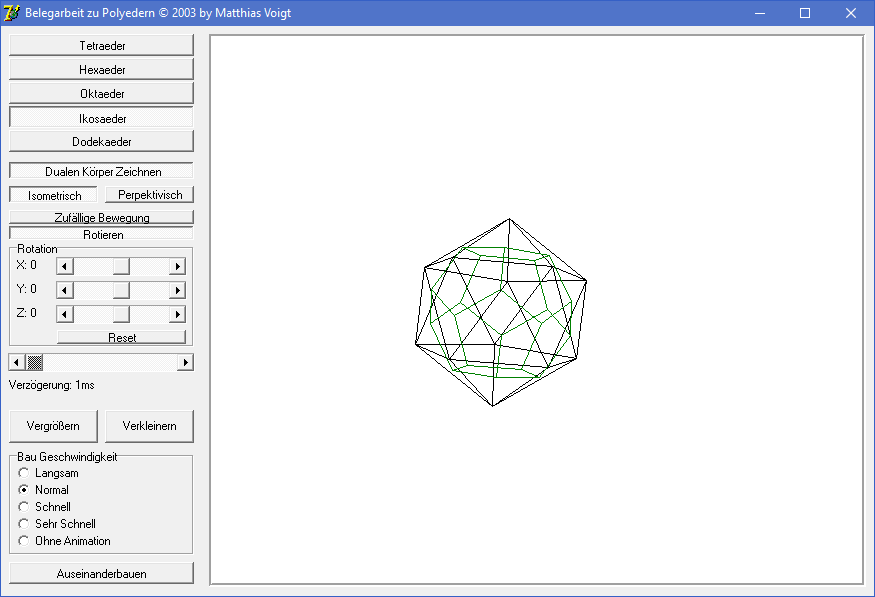 Belegarbeit zu Polyedern © 2003 by Matthias Voigt
Tetraeder
Hexaeder
Oktaeder
Ikosaeder
Dodekaeder
Dualen Körper Zeichnen
Isometrisch Perpektivisch
Zufällige Bewegung
Rotieren
Rotation
X: 0
Y: 0
Z: 0
Reset
Verzögerung: 1ms
Vergrößern Verkleinern
Bau Geschwindigkeit
Langsam
Normal
Schnell
Sehr Schnell
Ohne Animation
Auseinanderbauen